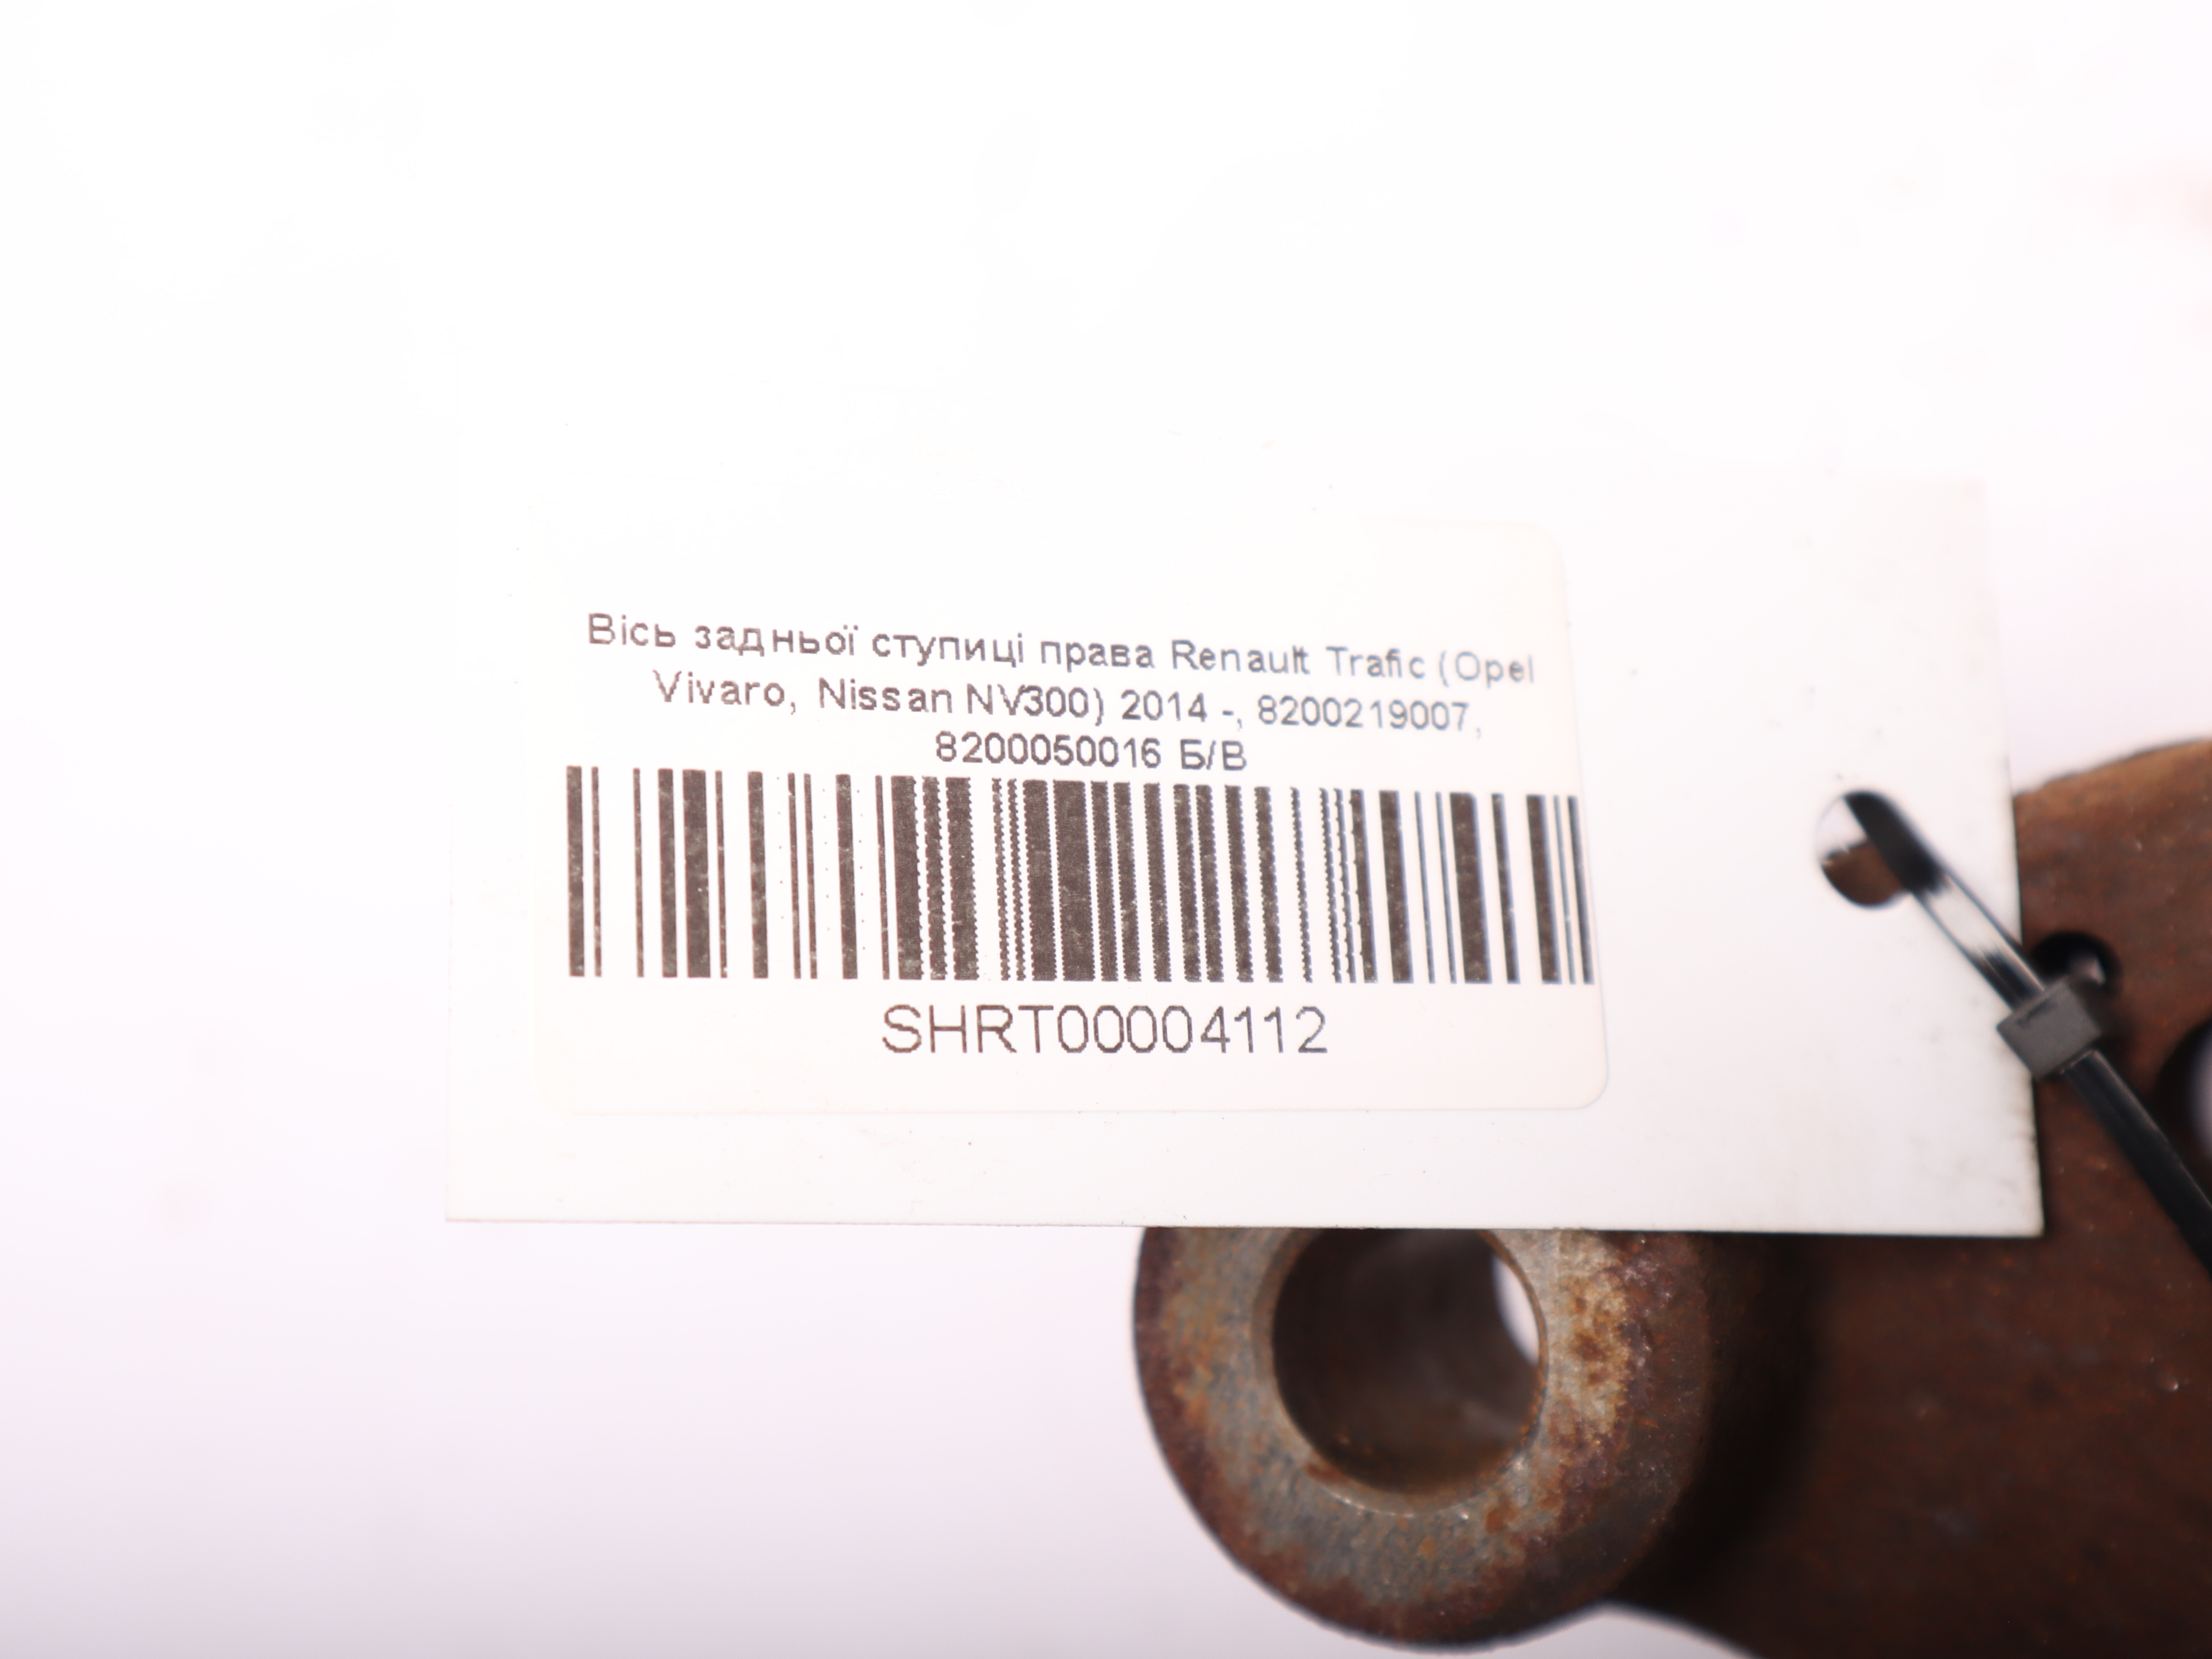 Вісь задньої ступиці права Renault Trafic (Opel
Vivaro, Nissan NV300) 2014 -, 8200219007,
8200050016 Б/В
SHRT00004112